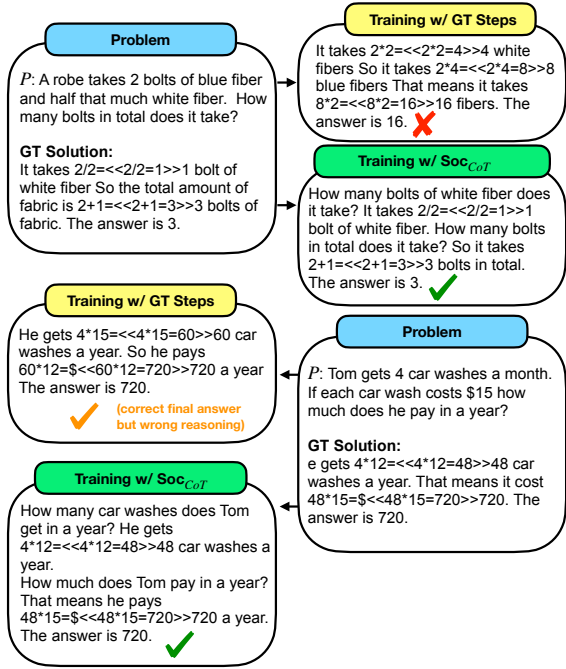 Problem
P: A robe takes 2 bolts of blue fiber
and half that much white fiber. How
many bolts in total does it take?
GT Solution:
It takes 2/2=<<2/2=1>>1 bolt of
white fiber So the total amount of
fabric is 2+1=<<2+1=3>>3 bolts of
fabric. The answer is 3.
Training w/ GT Steps
It takes 2*2=<<2*2=4>>4 white
fibers So it takes 2*4=<<2*4=8>>8
blue fibers That means it takes
8*2=<<8*2=16>>16 fibers. The
answer is 16.
Training w/ SocCoT
How many bolts of white fiber does
it take? It takes 2/2=<<2/2=1>>1
bolt of white fiber. How many bolts
in total does it take? So it takes
2+1=<<2+1=3>>3 bolts in total.
The answer is 3.
Training w/ GT Steps
He gets 4*15=<<4*15=60>>60 car
washes a year. So he pays
60*12=$<<60*12=720>>720 a year
The answer is 720.
(correct final answer
but wrong reasoning)
Problem
P: Tom gets 4 car washes a month.
If each car wash costs $15 how
much does he pay in a year?
GT Solution:
e gets 4*12=<<4*12=48>>48 car
washes a year. That means it cost
48*15=$<<48*15=720>>720. The
answer is 720.
Training w/ SocCoT
How many car washes does Tom
get in a year? He gets
4*12=<<4*12=48>>48 car washes a
year.
How much does Tom pay in a year?
That means he pays
48*15=$<<48*15=720>>720 a year.
The answer is 720.